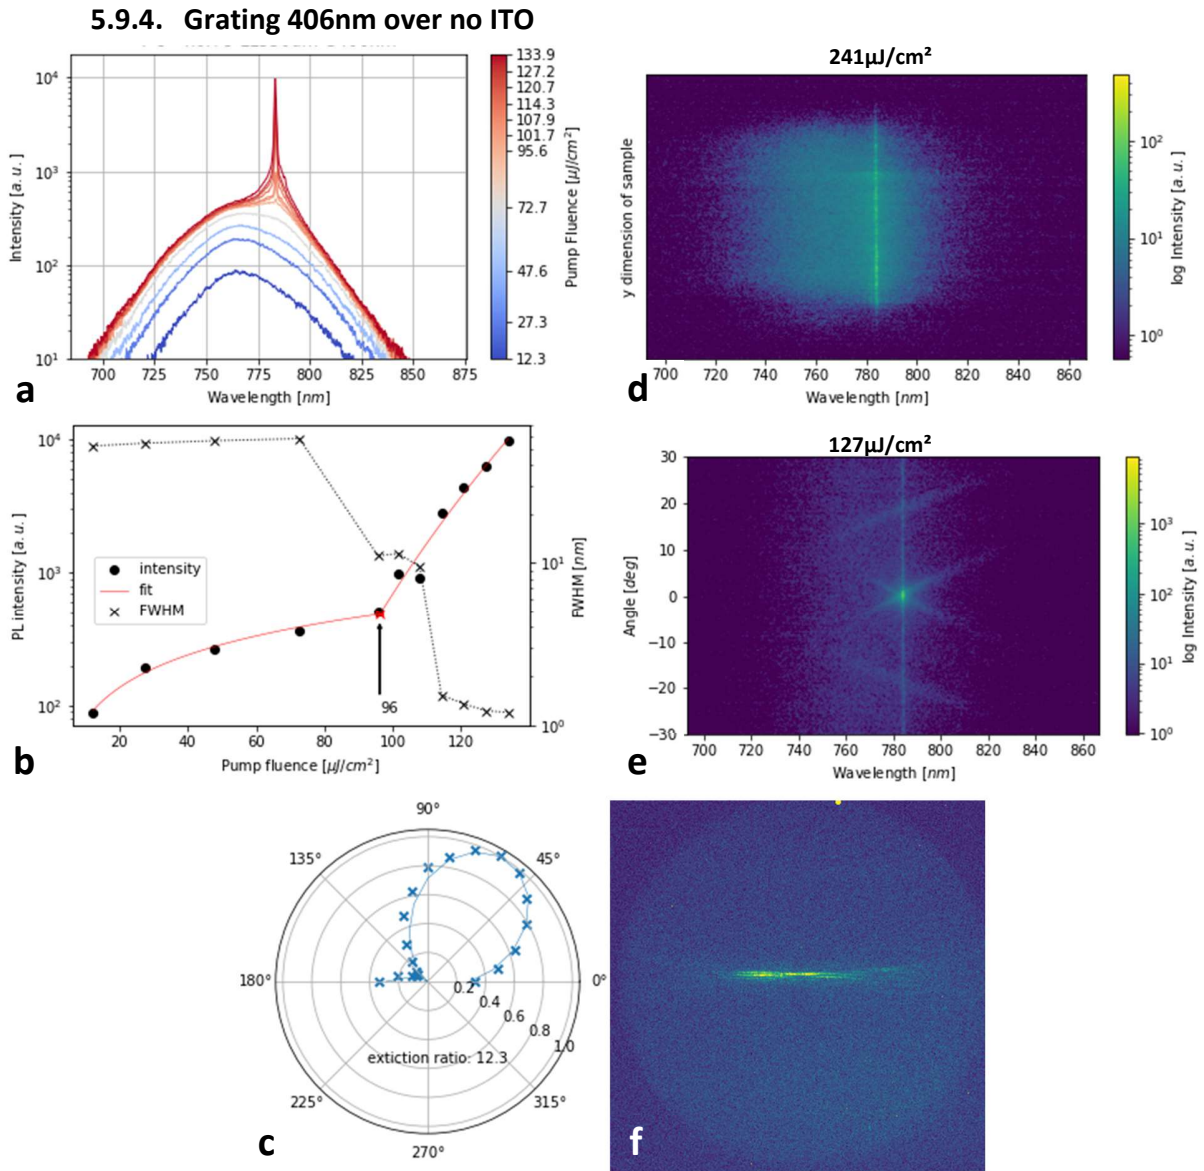 5.9.4. Grating 406nm over no ITO
10⁴
10³
10²
10¹
Intensity [a.u.]
700 725 750 775 800 825 850 875
Wavelength [nm]
133.9
127.2
120.7
114.3
107.9
101.7
95.6
72.7
47.6
27.3
12.3
Pump Fluence [μJ/cm²]
a
241μJ/cm²
y dimension of sample
700 720 740 760 780 800 820 840 860
Wavelength [nm]
10²
10¹
10⁰
log Intensity [a.u.]
d
10⁴
10³
10²
PL intensity [a.u.]
intensity
fit
FWHM
96
10¹
10⁰
FWHM [nm]
20 40 60 80 100 120
Pump fluence [μJ/cm²]
b
127μJ/cm²
30
20
10
0
−10
−20
−30
Angle [deg]
700 720 740 760 780 800 820 840 860
Wavelength [nm]
10³
10²
10¹
10⁰
log Intensity [a.u.]
e
90°
135° 45°
180° 0°
0.2
0.4
0.6
0.8
1.0
extiction ratio: 12.3
225° 315°
270°
c
f